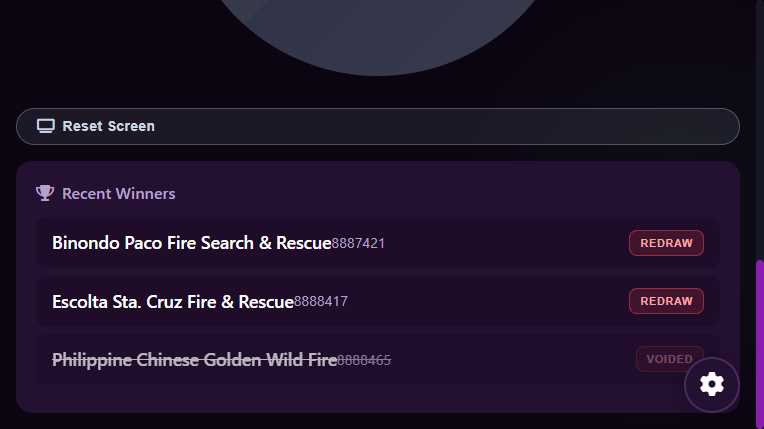 Reset Screen
Recent Winners
Binondo Paco Fire Search & Rescue8887421 REDRAW
Escolta Sta. Cruz Fire & Rescue8888417 REDRAW
Philippine Chinese Golden Wild Fire8888465 VOIDED